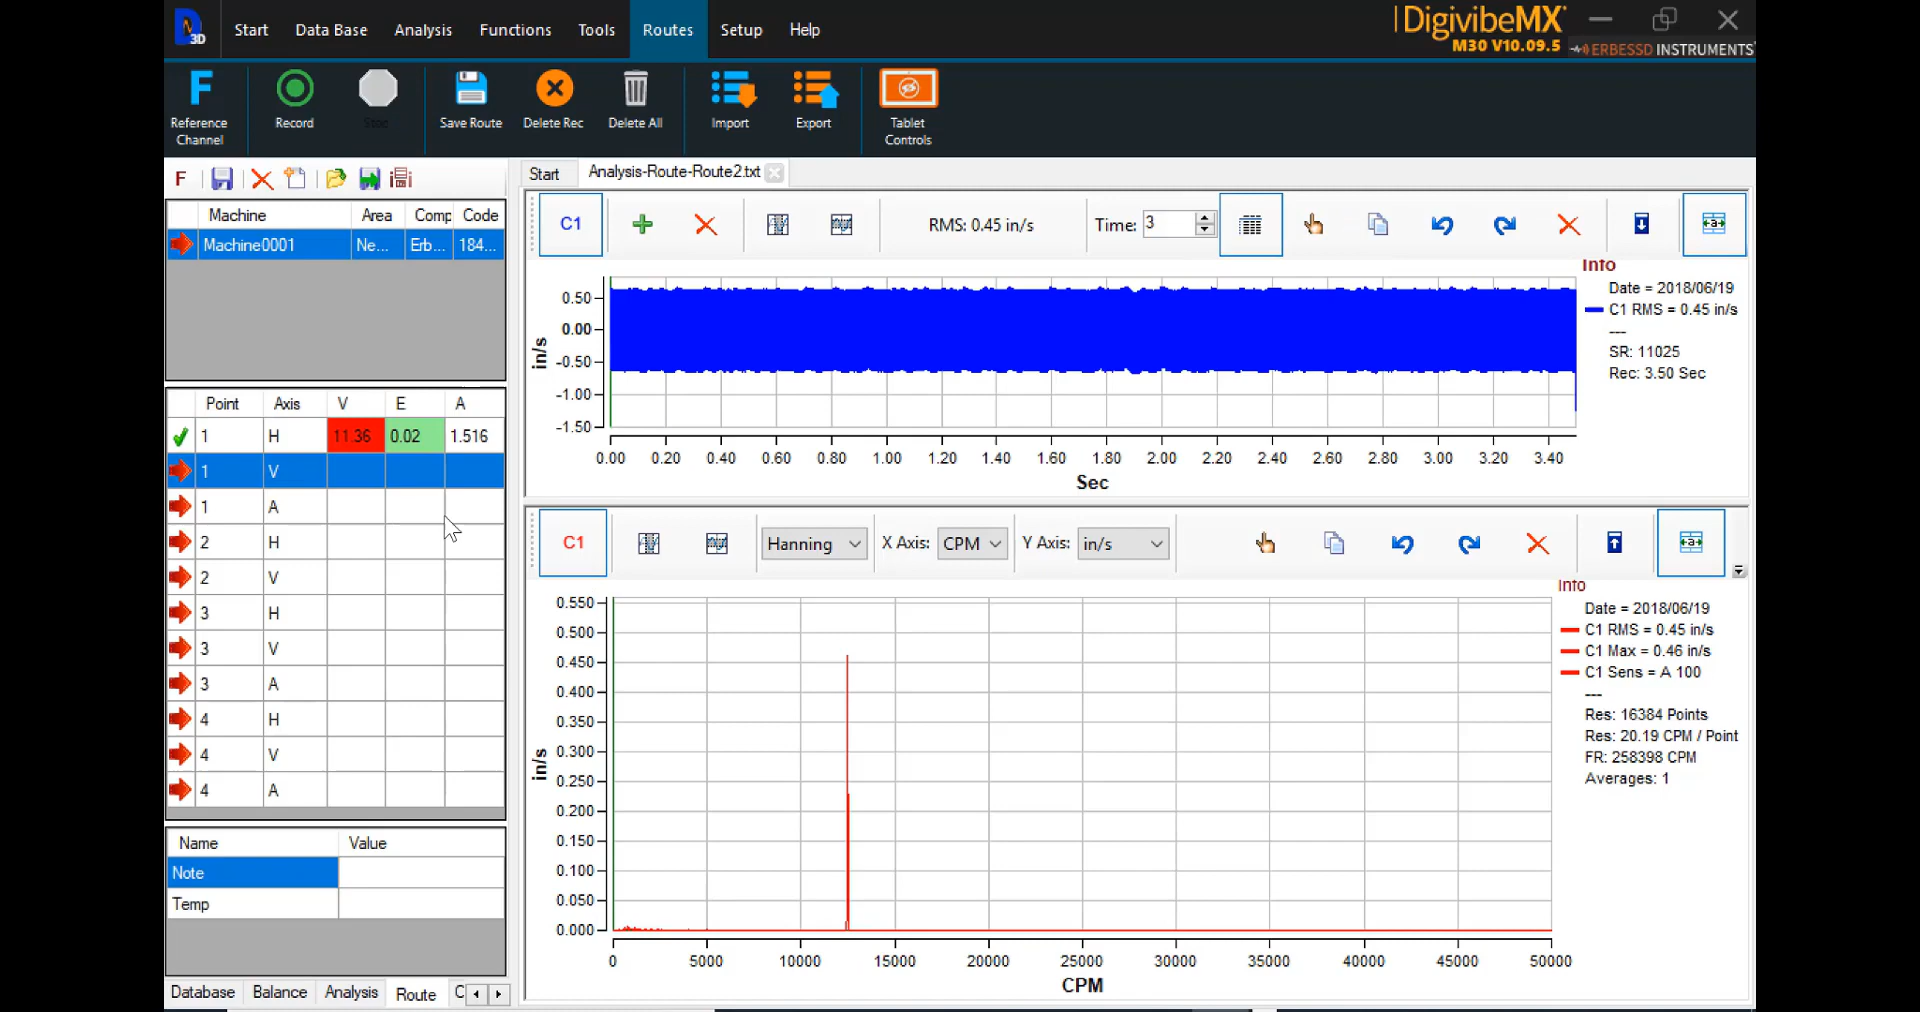 3D
Start Data Base Analysis Functions Tools Routes Setup Help
DigivibeMX
M30 V10.09.5 ERBESSD INSTRUMENTS
F
Reference Channel Record Stop Save Route Delete Rec Delete All Import Export Tablet Controls
F
Start Analysis-Route-Route2.txt
Machine Area Comp Code
Machine0001 Ne... Erb... 184...
C1 RMS: 0.45 in/s Time: 3
Info
Date = 2018/06/19
C1 RMS = 0.45 in/s
---
SR: 11025
Rec: 3.50 Sec
0.50
0.00
-0.50
-1.00
-1.50
in/s
0.00 0.20 0.40 0.60 0.80 1.00 1.20 1.40 1.60 1.80 2.00 2.20 2.40 2.60 2.80 3.00 3.20 3.40
Sec
Point Axis V E A
1 H 11.36 0.02 1.516
1 V
1 A
2 H
2 V
3 H
3 V
3 A
4 H
4 V
4 A
C1 Hanning X Axis: CPM Y Axis: in/s
Info
Date = 2018/06/19
C1 RMS = 0.45 in/s
C1 Max = 0.46 in/s
C1 Sens = A 100
---
Res: 16384 Points
Res: 20.19 CPM / Point
FR: 258398 CPM
Averages: 1
0.550
0.500
0.450
0.400
0.350
0.300
0.250
0.200
0.150
0.100
0.050
0.000
in/s
0 5000 10000 15000 20000 25000 30000 35000 40000 45000 50000
CPM
Name Value
Note
Temp
Database Balance Analysis Route C